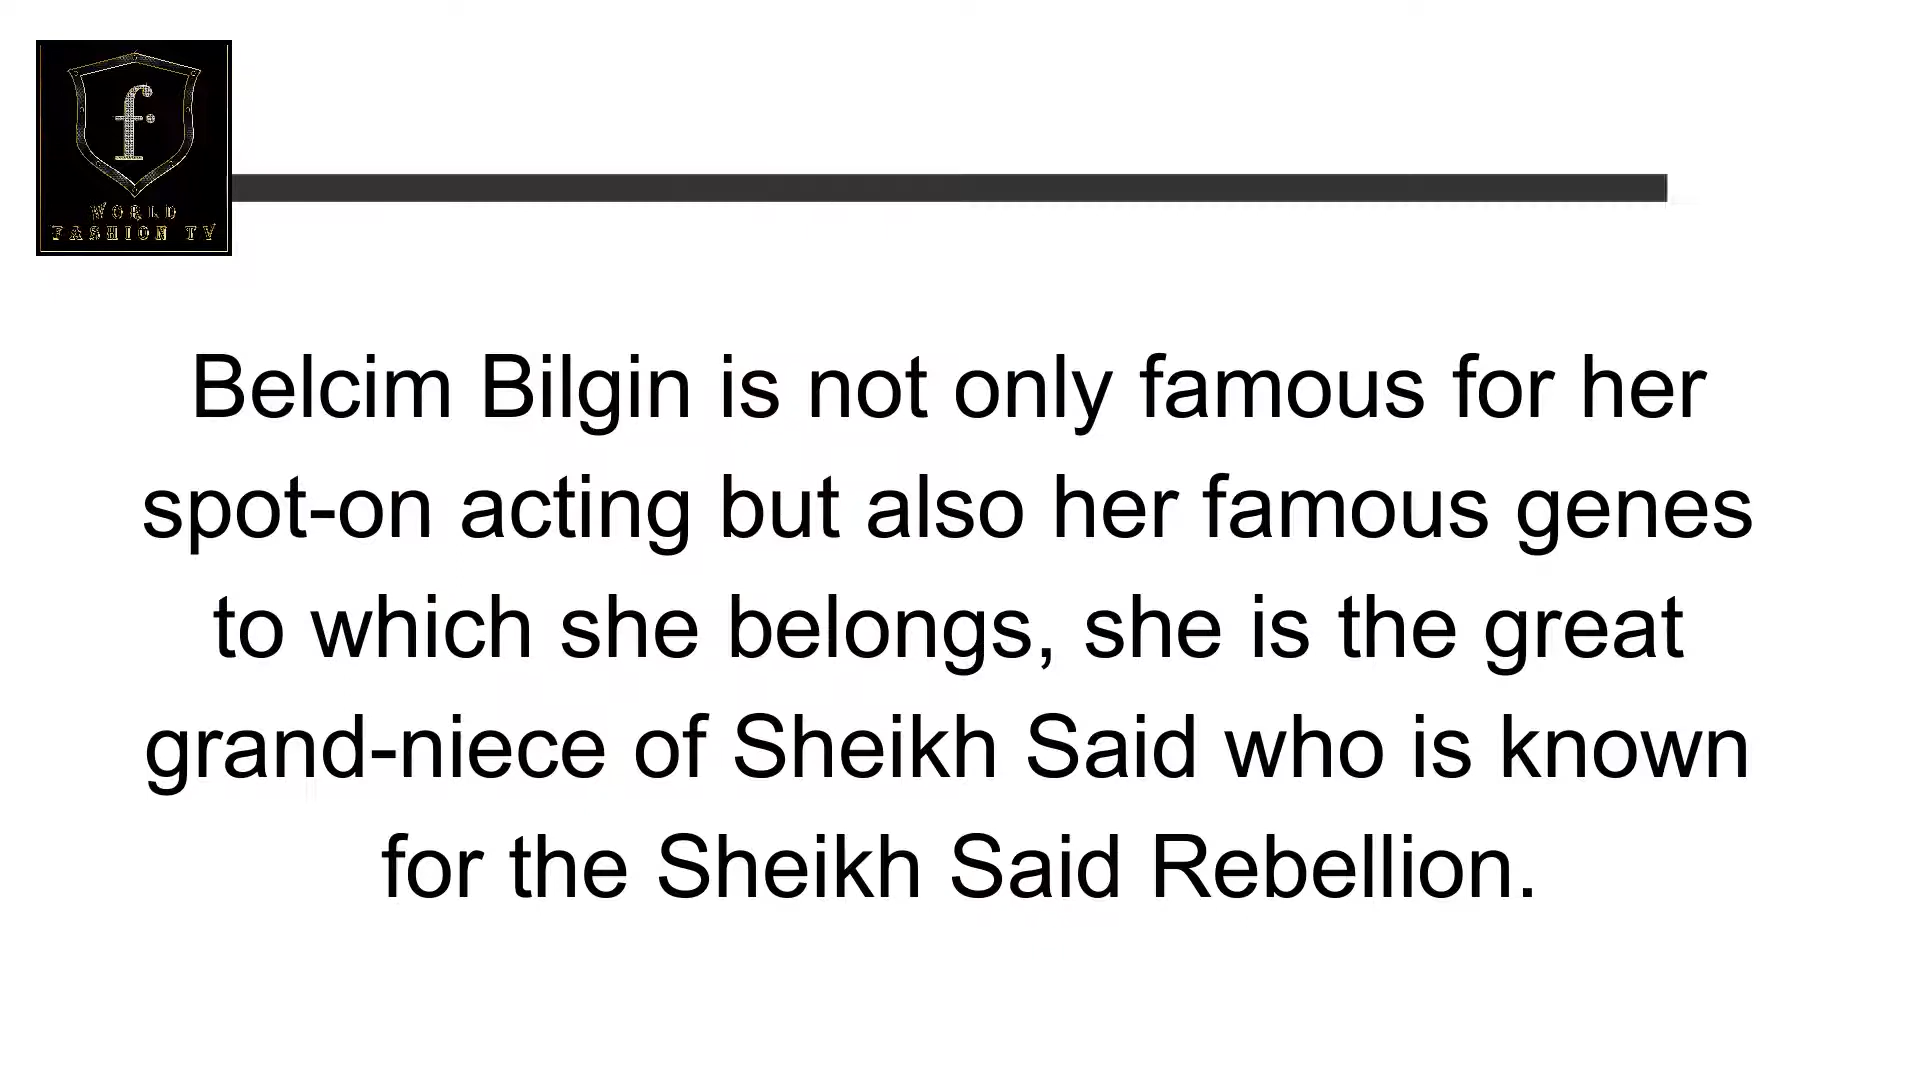 f
WORLD
FASHION TV
Belcim Bilgin is not only famous for her
spot-on acting but also her famous genes
to which she belongs, she is the great
grand-niece of Sheikh Said who is known
for the Sheikh Said Rebellion.